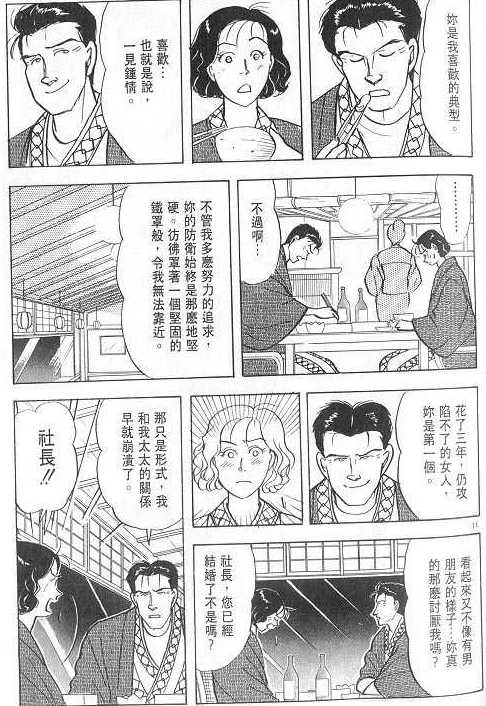 妳是我喜歡的典型。
喜歡…
也就是說，
一見鍾情。
………
不過啊…
不管我多麼努力的追求，
妳的防衛始終是那麼地堅
硬。彷彿罩著一個堅固的
鐵罩般，令我無法靠近。
花了三年，仍攻
陷不了的女人，
妳是第一個。
那只是形式，我
和我太太的關係
早就崩潰了。
社長!!
11
看起來又不像有男
朋友的樣子…妳真
的那麼討厭我嗎？
社長，您已經
結婚了不是嗎？